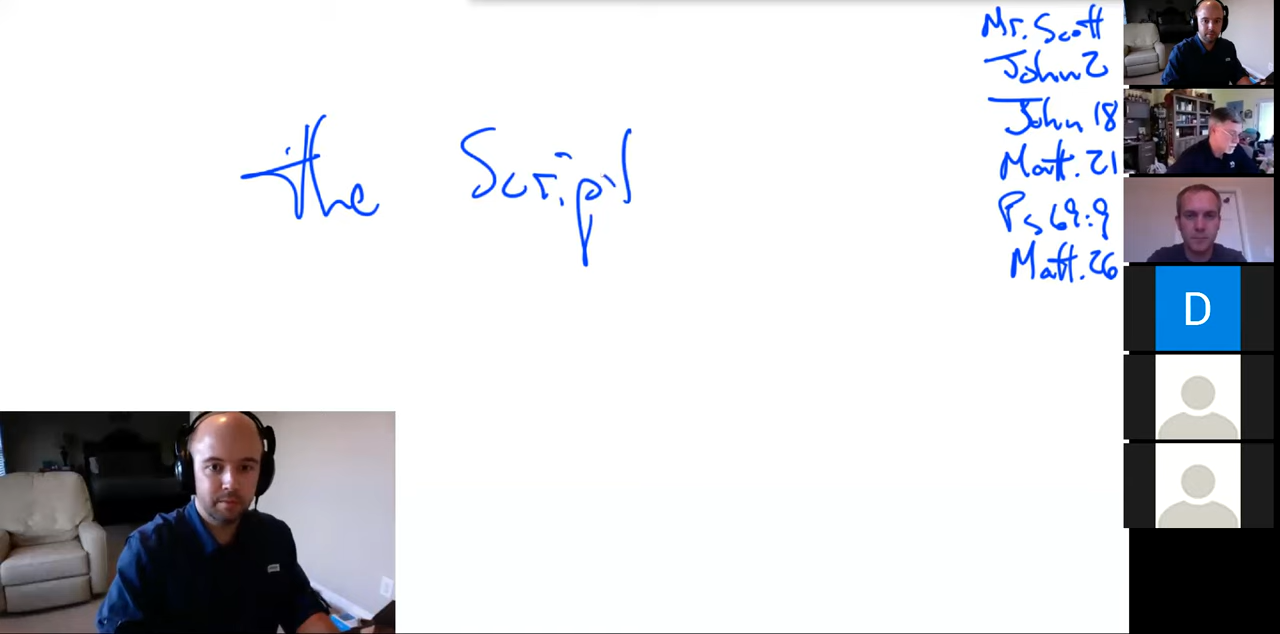 the Script
Mr. Scott
John 2
John 18
Matt. 21
Ps 69:9
Matt. 26
D